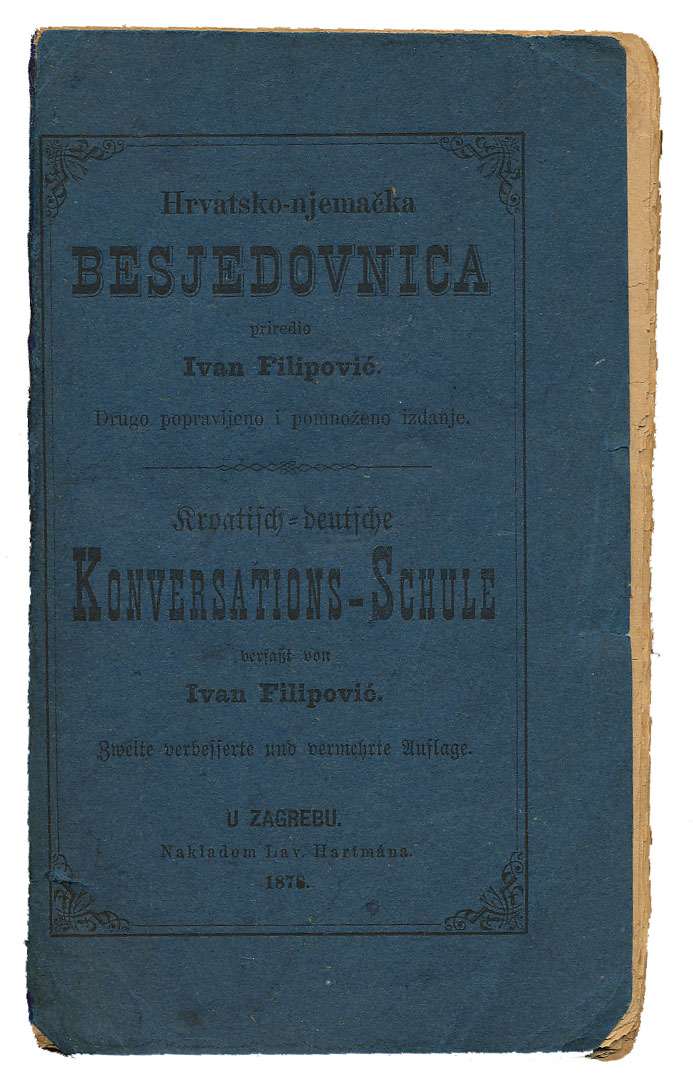 Hrvatsko-njemačka
BESJEDOVNICA
priredio
Ivan Filipović.
Drugo popravljeno i pomnoženo izdanje.
Kroatisch-deutsche
KONVERSATIONS-SCHULE
verfaßt von
Ivan Filipović.
Zweite verbesserte und vermehrte Auflage.
U ZAGREBU.
Nakladom Lav. Hartmána.